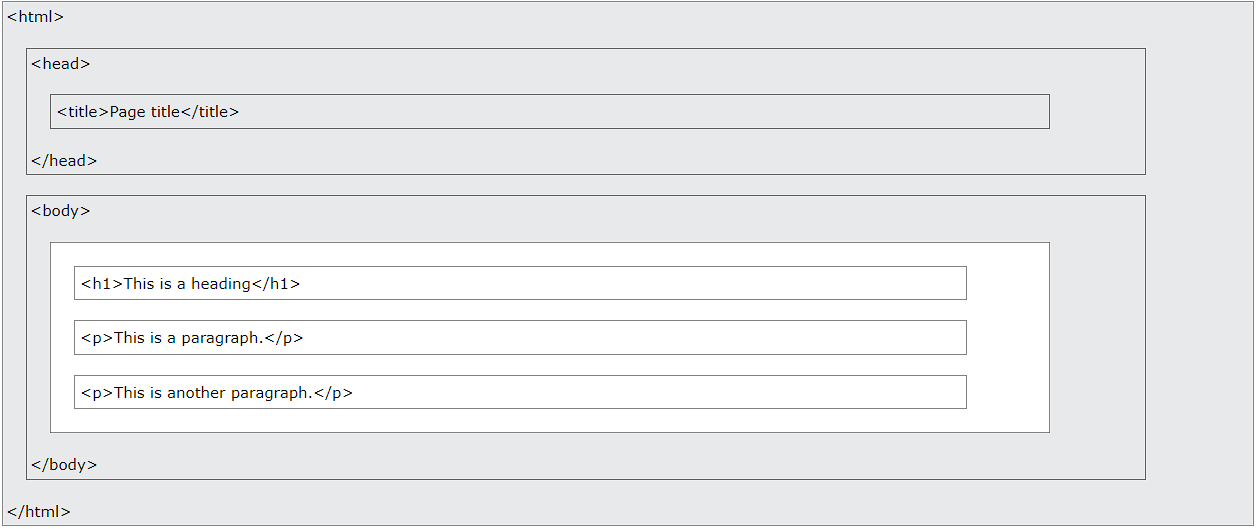 <html>
<head>
<title>Page title</title>
</head>
<body>
<h1>This is a heading</h1>
<p>This is a paragraph.</p>
<p>This is another paragraph.</p>
</body>
</html>